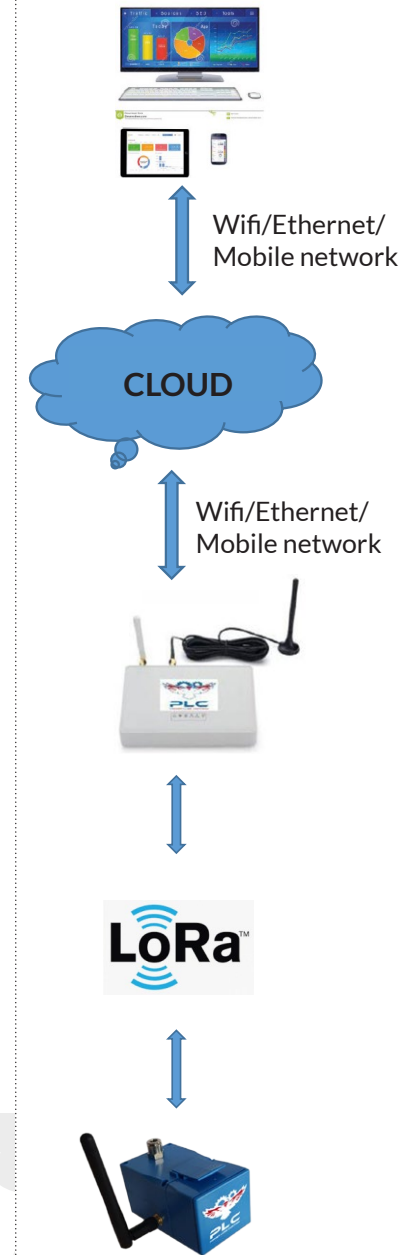 Wifi/Ethernet/
Mobile network
CLOUD
Wifi/Ethernet/
Mobile network
PLC
LoRa™
PLC